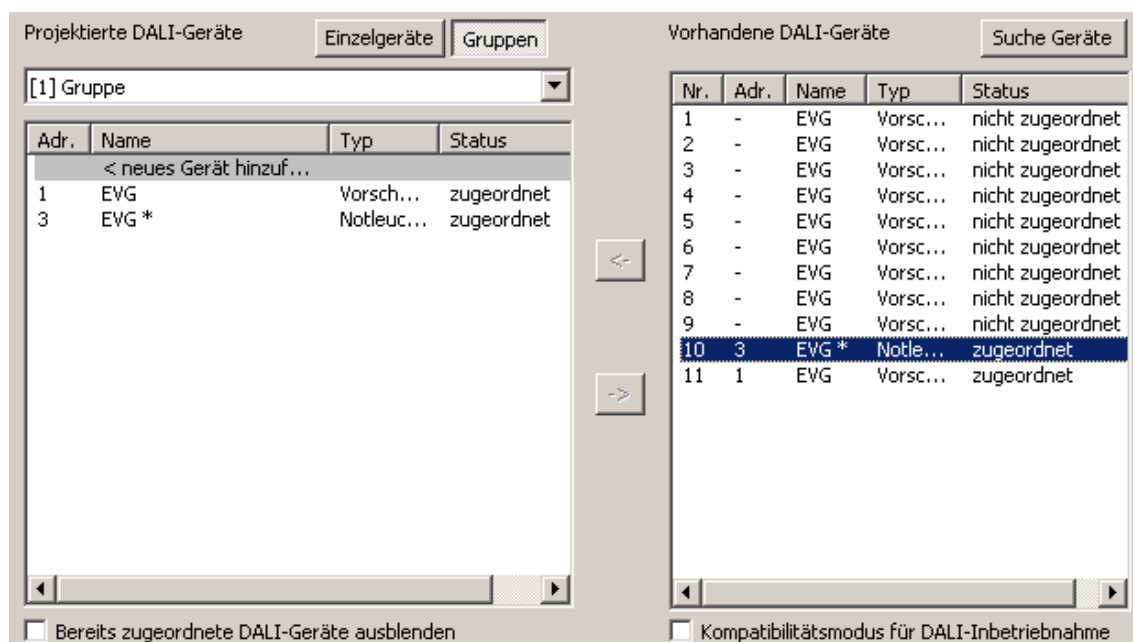 Projektierte DALI-Geräte Einzelgeräte Gruppen
[1] Gruppe
Adr. Name Typ Status
< neues Gerät hinzuf...
1 EVG Vorsch... zugeordnet
3 EVG * Notleuc... zugeordnet
<-
->
Bereits zugeordnete DALI-Geräte ausblenden
Vorhandene DALI-Geräte Suche Geräte
Nr. Adr. Name Typ Status
1 - EVG Vorsc... nicht zugeordnet
2 - EVG Vorsc... nicht zugeordnet
3 - EVG Vorsc... nicht zugeordnet
4 - EVG Vorsc... nicht zugeordnet
5 - EVG Vorsc... nicht zugeordnet
6 - EVG Vorsc... nicht zugeordnet
7 - EVG Vorsc... nicht zugeordnet
8 - EVG Vorsc... nicht zugeordnet
9 - EVG Vorsc... nicht zugeordnet
10 3 EVG * Notle... zugeordnet
11 1 EVG Vorsc... zugeordnet
Kompatibilitätsmodus für DALI-Inbetriebnahme